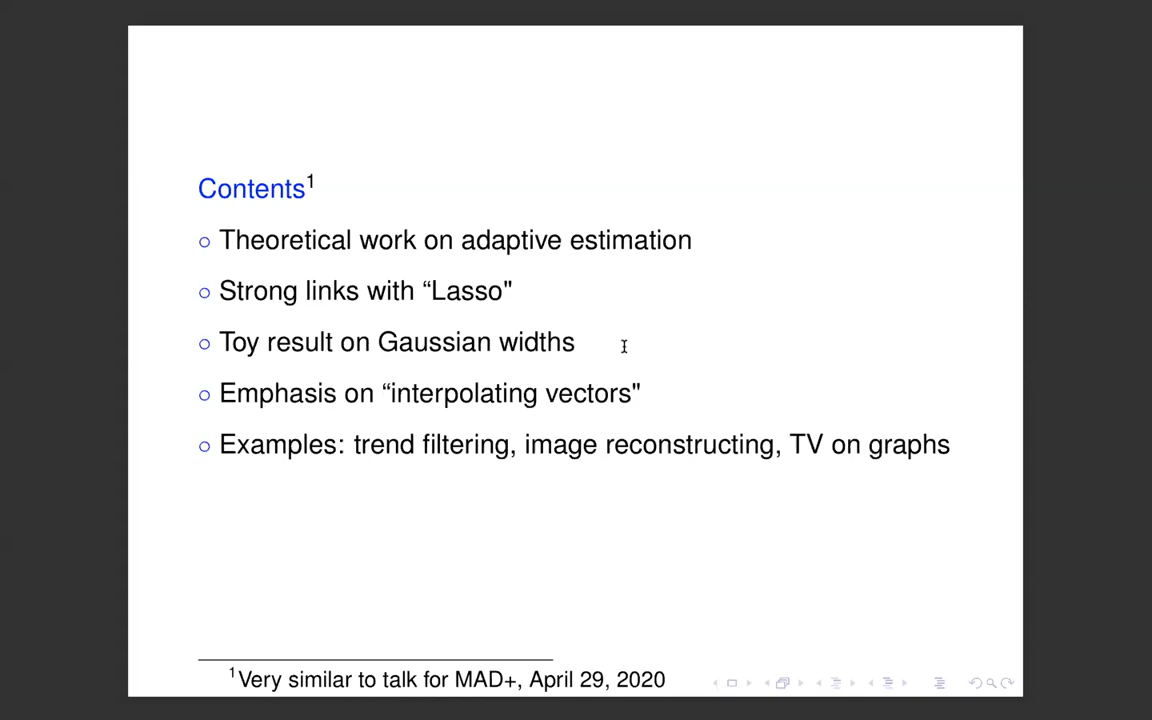 Contents¹
○ Theoretical work on adaptive estimation
○ Strong links with “Lasso"
○ Toy result on Gaussian widths
○ Emphasis on “interpolating vectors"
○ Examples: trend filtering, image reconstructing, TV on graphs
¹Very similar to talk for MAD+, April 29, 2020